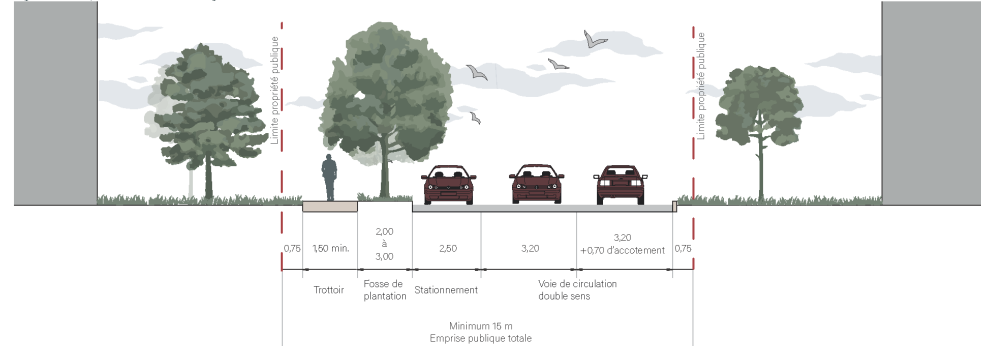 Limite propriété publique
Limite propriété publique
0,75
1,50 min.
2,00
à
3,00
2,50
3,20
3,20
+0,70 d'accotement
0,75
Trottoir
Fosse de
plantation
Stationnement
Voie de circulation
double sens
Minimum 15 m
Emprise publique totale